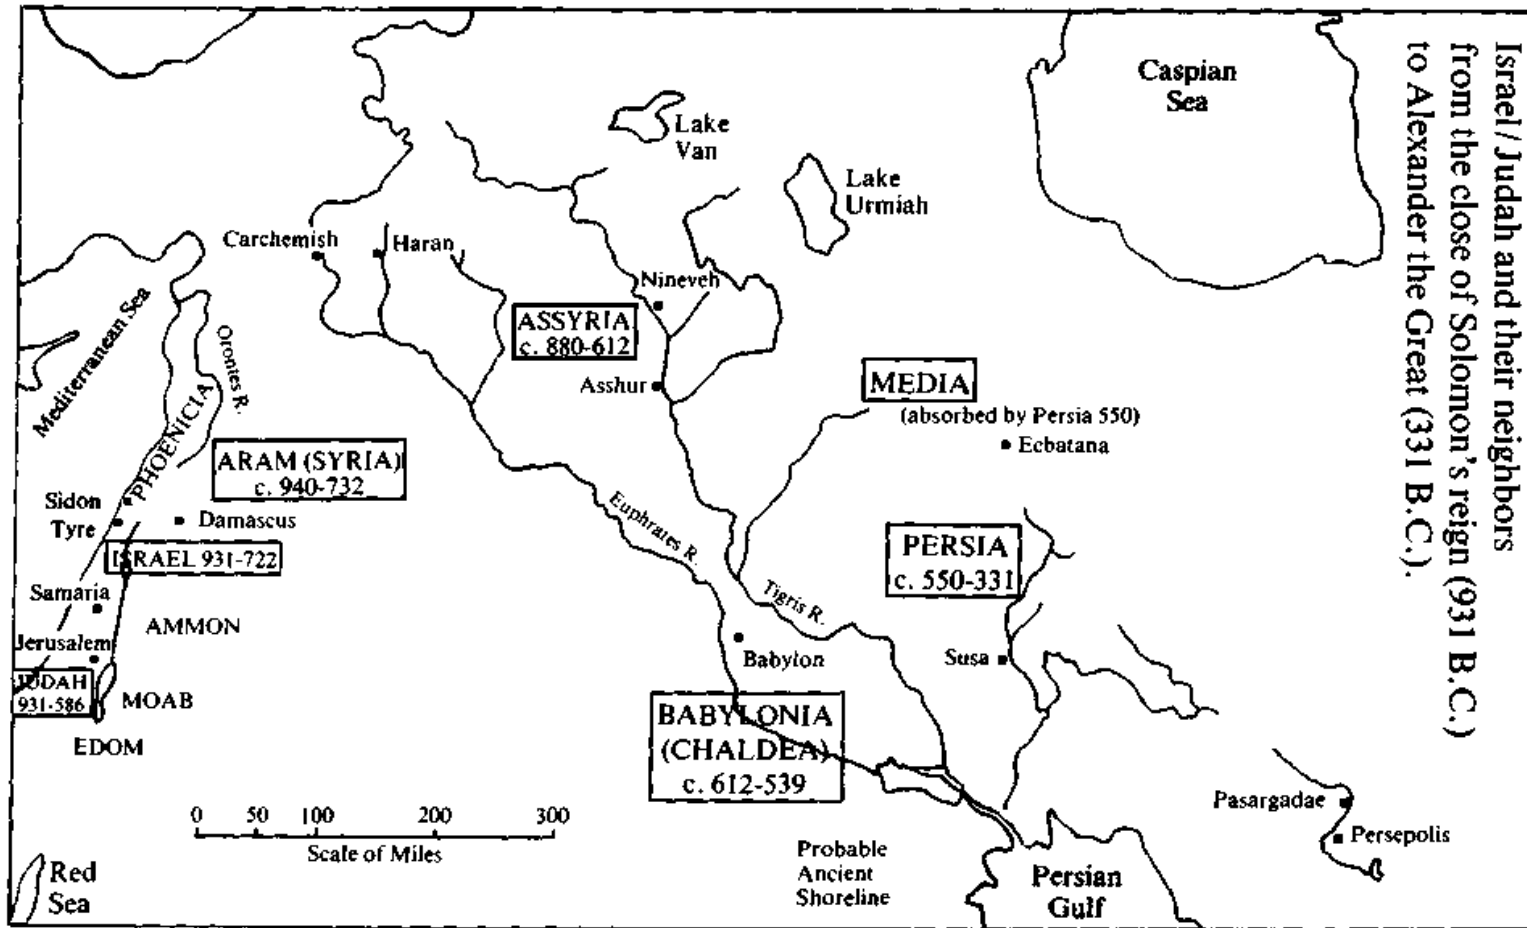 Israel/Judah and their neighbors
from the close of Solomon's reign (931 B.C.)
to Alexander the Great (331 B.C.).
Caspian
Sea
Lake
Van
Lake
Urmiah
Carchemish
Haran
Nineveh
Mediterranean Sea
Orontes R.
ASSYRIA
c. 880-612
Asshur
MEDIA
(absorbed by Persia 550)
Ecbatana
PHOENICIA
ARAM (SYRIA)
c. 940-732
Sidon
Tyre
Damascus
Euphrates R.
ISRAEL 931-722
PERSIA
c. 550-331
Samaria
AMMON
Tigris R.
Jerusalem
Babylon
Susa
JUDAH
931-586
MOAB
EDOM
BABYLONIA
(CHALDEA)
c. 612-539
0 50 100 200 300
Scale of Miles
Pasargadae
Persepolis
Probable
Ancient
Shoreline
Persian
Gulf
Red
Sea